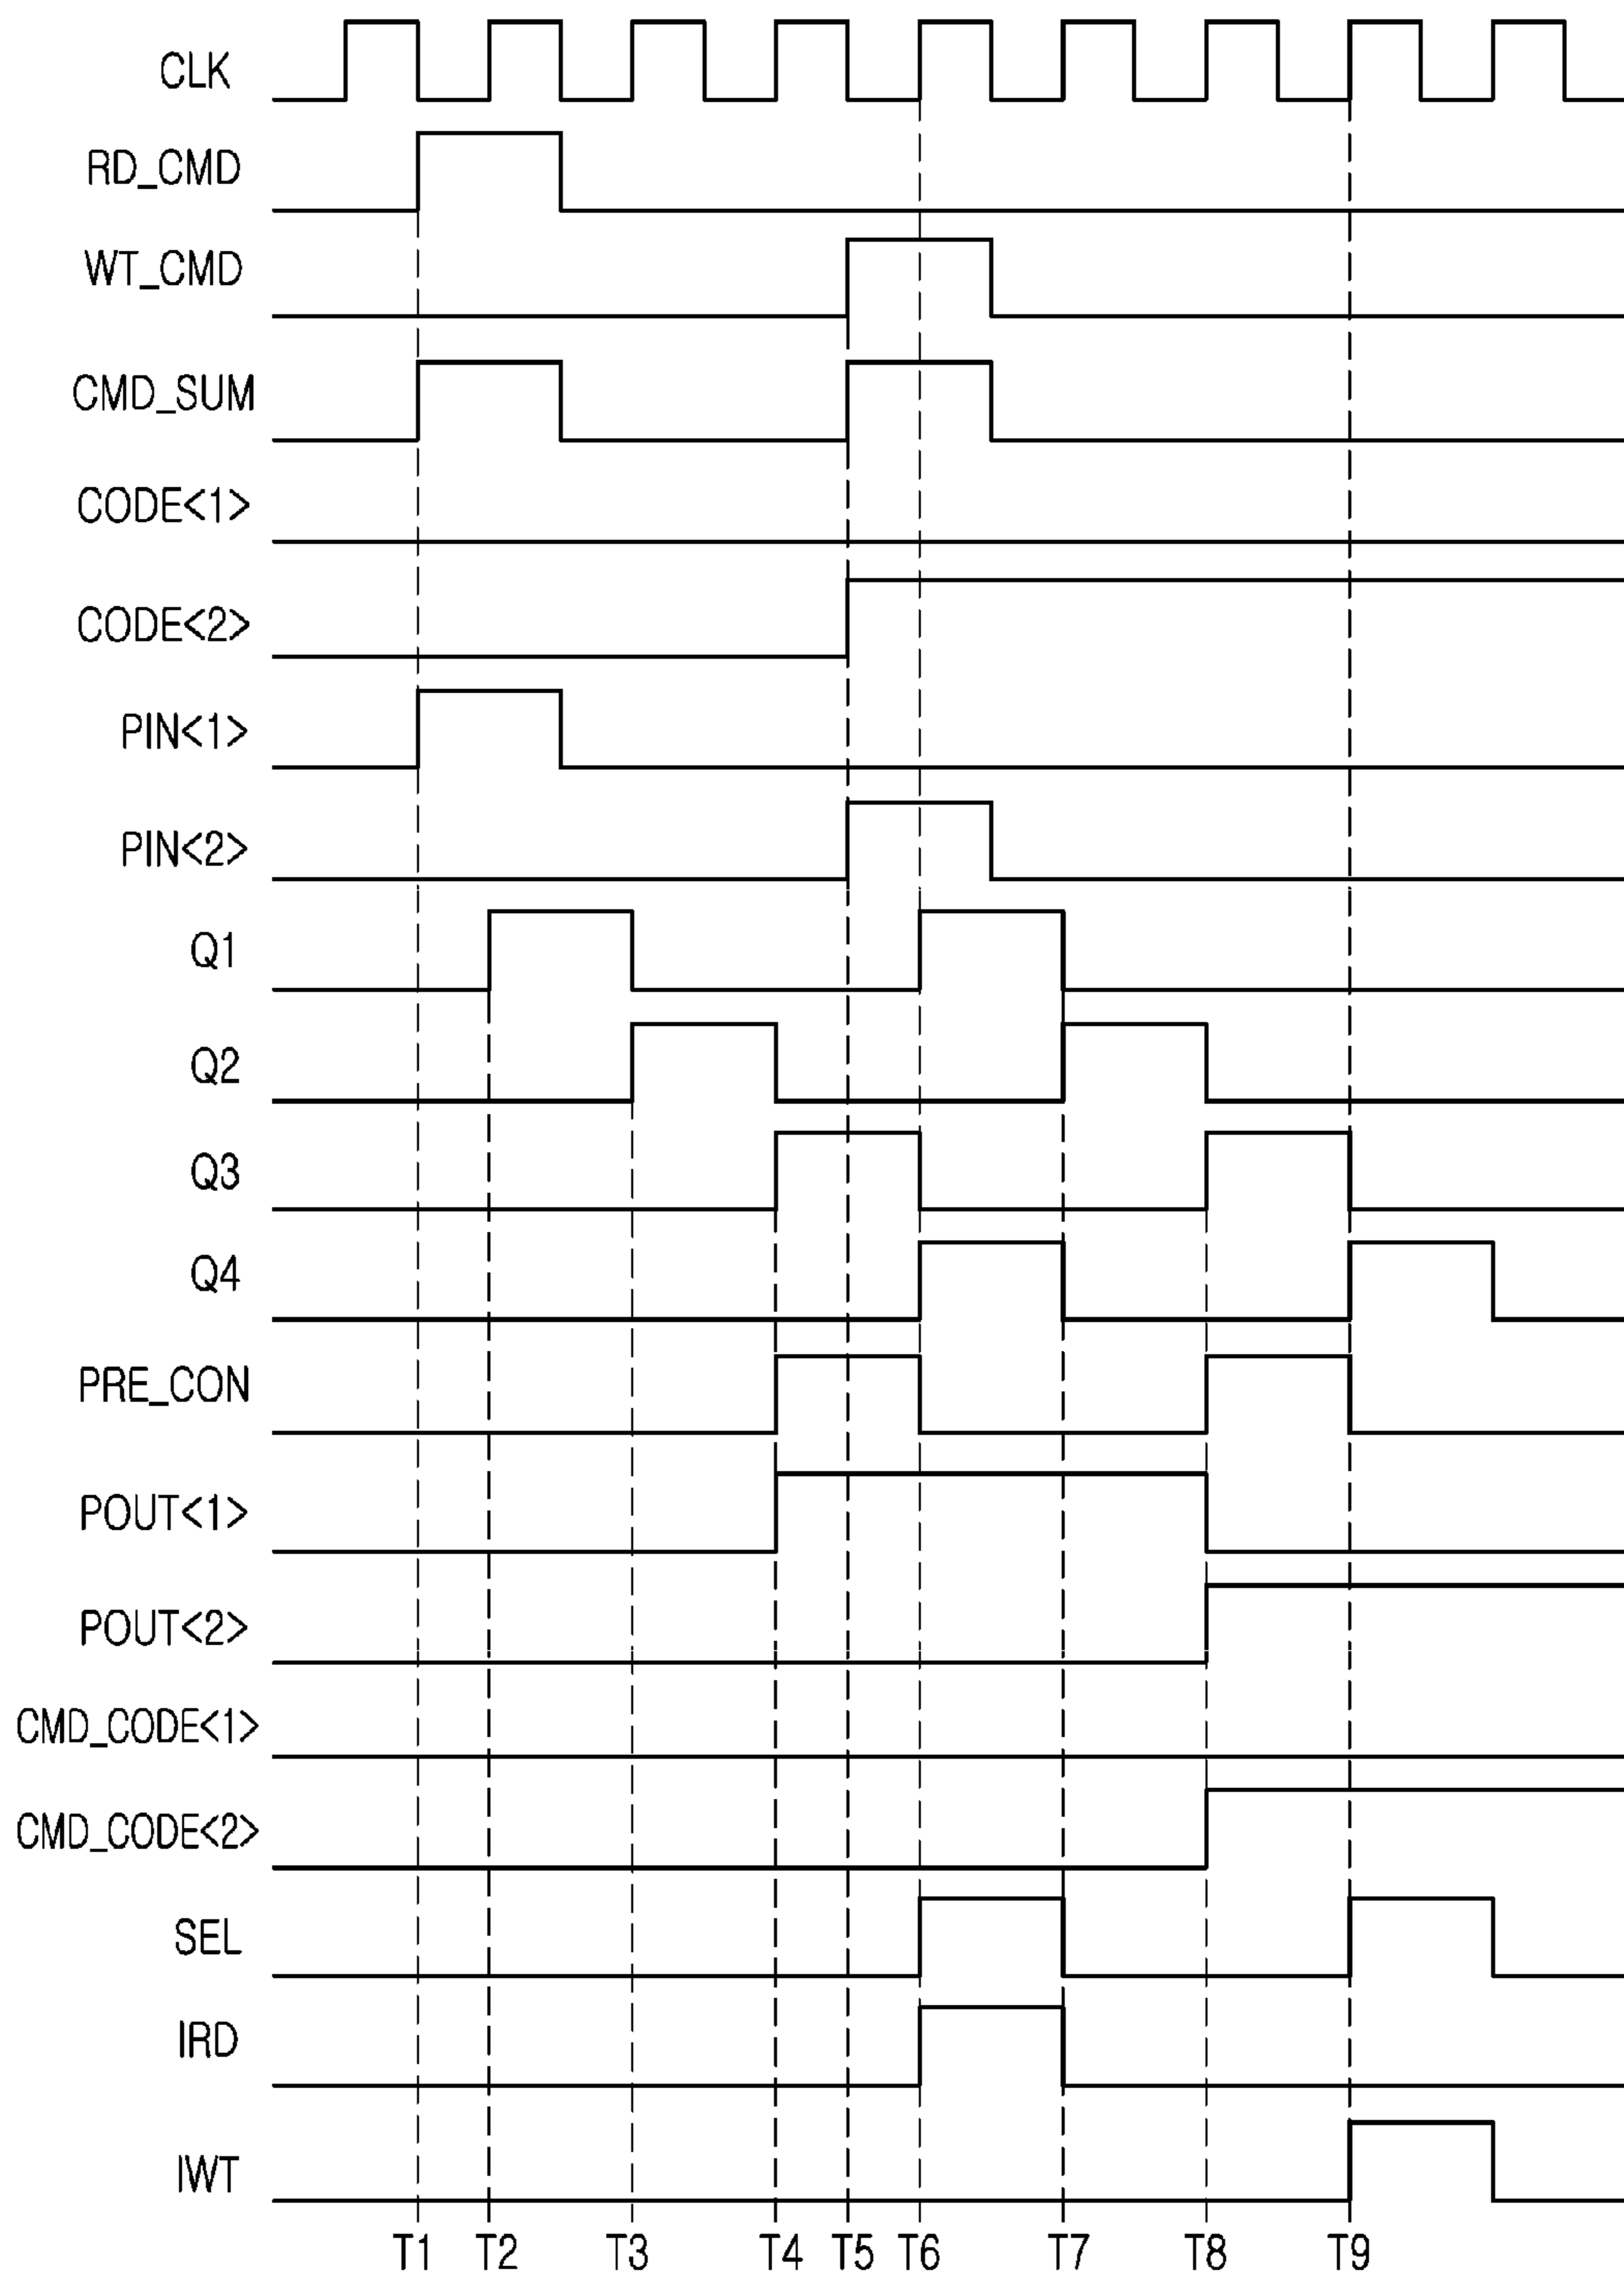 CLK
RD_CMD
WT_CMD
CMD_SUM
CODE<1>
CODE<2>
PIN<1>
PIN<2>
Q1
Q2
Q3
Q4
PRE_CON
POUT<1>
POUT<2>
CMD_CODE<1>
CMD_CODE<2>
SEL
IRD
IWT
T1 T2 T3 T4 T5 T6 T7 T8 T9